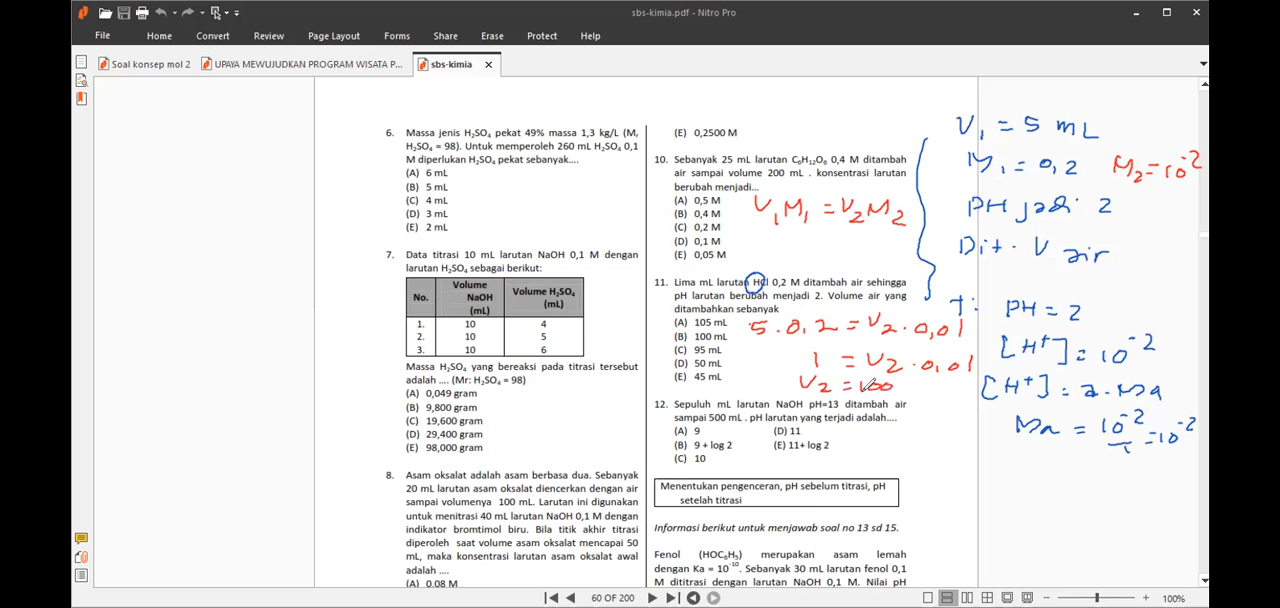 sbs-kimia.pdf - Nitro Pro
File Home Convert Review Page Layout Forms Share Erase Protect Help
Soal konsep mol 2 UPAYA MEWUJUDKAN PROGRAM WISATA P... sbs-kimia
6. Massa jenis H₂SO₄ pekat 49% massa 1,3 kg/L (Mᵣ
H₂SO₄ = 98). Untuk memperoleh 260 mL H₂SO₄ 0,1
M diperlukan H₂SO₄ pekat sebanyak....
(A) 6 mL
(B) 5 mL
(C) 4 mL
(D) 3 mL
(E) 2 mL
7. Data titrasi 10 mL larutan NaOH 0,1 M dengan
larutan H₂SO₄ sebagai berikut:
No. Volume NaOH (mL) Volume H₂SO₄ (mL)
1. 10 4
2. 10 5
3. 10 6
Massa H₂SO₄ yang bereaksi pada titrasi tersebut
adalah .... (Mr: H₂SO₄ = 98)
(A) 0,049 gram
(B) 9,800 gram
(C) 19,600 gram
(D) 29,400 gram
(E) 98,000 gram
8. Asam oksalat adalah asam berbasa dua. Sebanyak
20 mL larutan asam oksalat diencerkan dengan air
sampai volumenya 100 mL. Larutan ini digunakan
untuk menitrasi 40 mL larutan NaOH 0,1 M dengan
indikator bromtimol biru. Bila titik akhir titrasi
diperoleh saat volume asam oksalat mencapai 50
mL, maka konsentrasi larutan asam oksalat awal
adalah ....
(A) 0,08 M
(E) 0,2500 M
10. Sebanyak 25 mL larutan C₆H₁₂O₆ 0,4 M ditambah
air sampai volume 200 mL . konsentrasi larutan
berubah menjadi...
(A) 0,5 M
(B) 0,4 M
(C) 0,2 M
(D) 0,1 M
(E) 0,05 M
V₁M₁ = V₂M₂
11. Lima mL larutan HCl 0,2 M ditambah air sehingga
pH larutan berubah menjadi 2. Volume air yang
ditambahkan sebanyak
(A) 105 mL
(B) 100 mL
(C) 95 mL
(D) 50 mL
(E) 45 mL
5 . 0,2 = V₂ . 0,01
1 = V₂ . 0,01
V₂ = 100
12. Sepuluh mL larutan NaOH pH=13 ditambah air
sampai 500 mL . pH larutan yang terjadi adalah....
(A) 9 (D) 11
(B) 9 + log 2 (E) 11+ log 2
(C) 10
Menentukan pengenceran, pH sebelum titrasi, pH
setelah titrasi
Informasi berikut untuk menjawab soal no 13 sd 15.
Fenol (HOC₆H₅) merupakan asam lemah
dengan Ka = 10⁻¹⁰. Sebanyak 30 mL larutan fenol 0,1
M dititrasi dengan larutan NaOH 0,1 M. Nilai pH
V₁ = 5 mL
M₁ = 0,2 M₂ = 10⁻²
PH jadi 2
Dit . V air
PH = 2
[H⁺] = 10⁻²
[H⁺] = a . Ma
Ma = 10⁻²/1 = 10⁻²
60 OF 200
100%